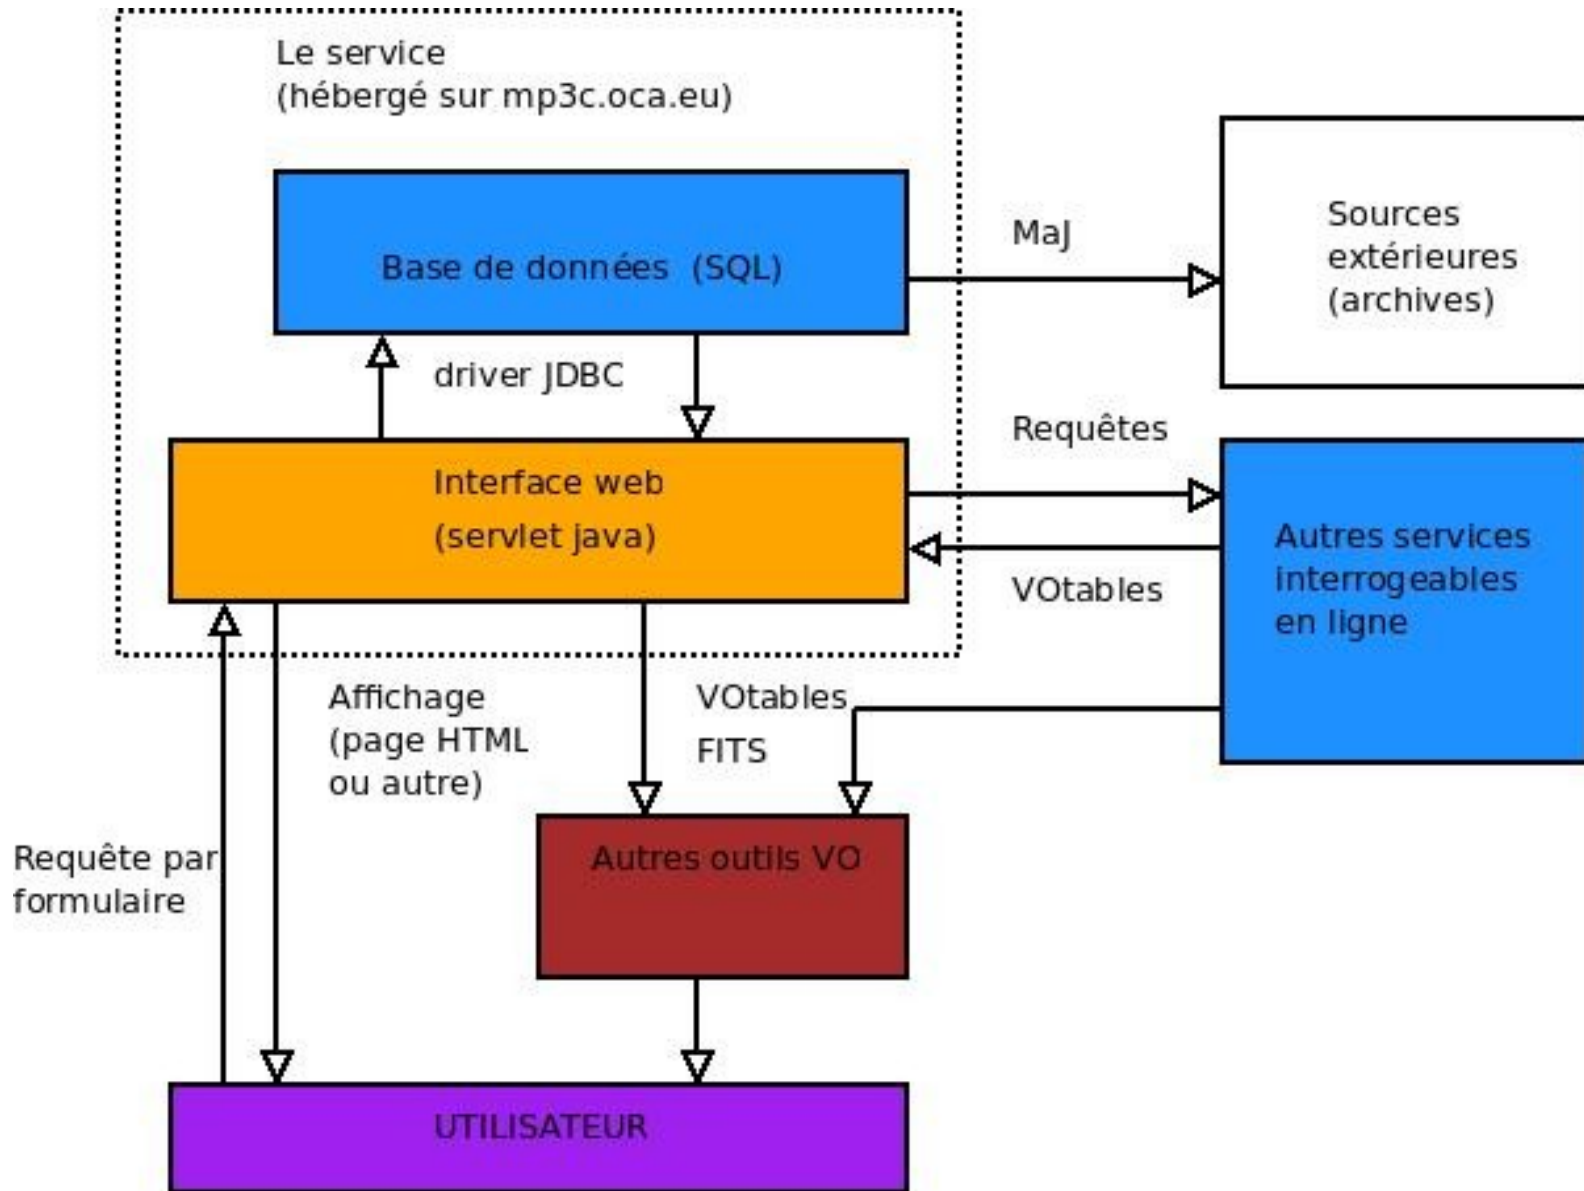 Le service
(hébergé sur mp3c.oca.eu)
Base de données (SQL)
MaJ
Sources
extérieures
(archives)
driver JDBC
Requêtes
Interface web
(servlet java)
Autres services
interrogeables
en ligne
VOtables
Affichage
(page HTML
ou autre)
VOtables
FITS
Requête par
formulaire
Autres outils VO
UTILISATEUR